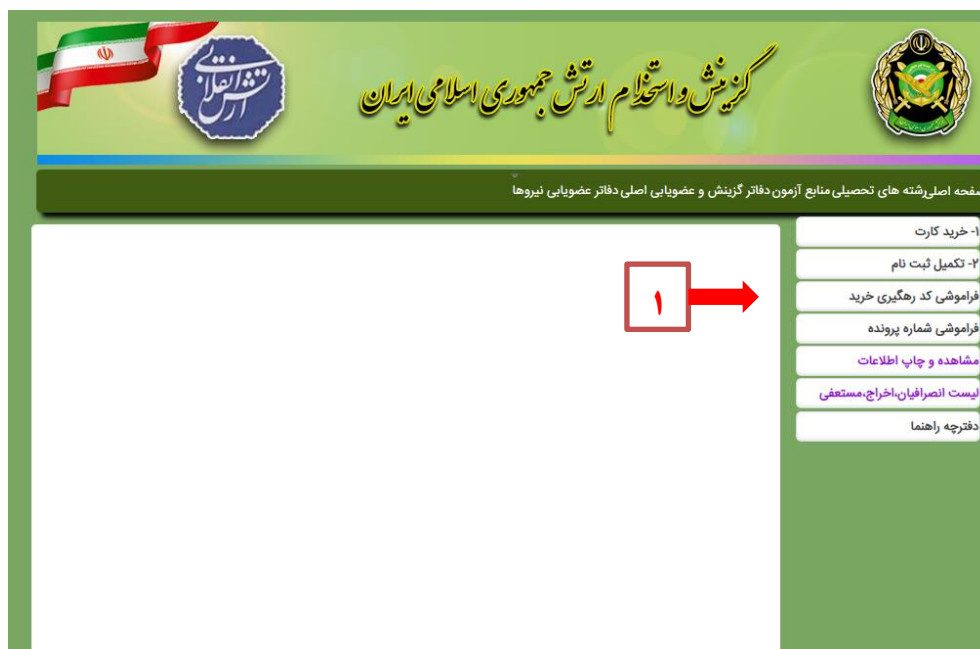 گزینش و استخدام ارتش جمهوری اسلامی ایران
ارتش انقلابی
صفحه اصلی رشته های تحصیلی منابع آزمون دفاتر گزینش و عضویابی اصلی دفاتر عضویابی نیروها
۱- خرید کارت
۲- تکمیل ثبت نام
فراموشی کد رهگیری خرید
۱
فراموشی شماره پرونده
مشاهده و چاپ اطلاعات
لیست انصرافیان،اخراج،مستعفی
دفترچه راهنما